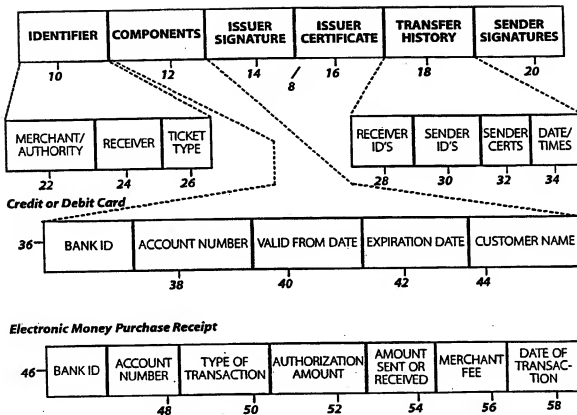 IDENTIFIER COMPONENTS ISSUER SIGNATURE ISSUER CERTIFICATE TRANSFER HISTORY SENDER SIGNATURES
10 12 14 8 16 18 20
MERCHANT/ AUTHORITY RECEIVER TICKET TYPE RECEIVER ID'S SENDER ID'S SENDER CERTS DATE/ TIMES
22 24 26 28 30 32 34
Credit or Debit Card
36 BANK ID ACCOUNT NUMBER VALID FROM DATE EXPIRATION DATE CUSTOMER NAME
38 40 42 44
Electronic Money Purchase Receipt
46 BANK ID ACCOUNT NUMBER TYPE OF TRANSACTION AUTHORIZATION AMOUNT AMOUNT SENT OR RECEIVED MERCHANT FEE DATE OF TRANSAC- TION
48 50 52 54 56 58